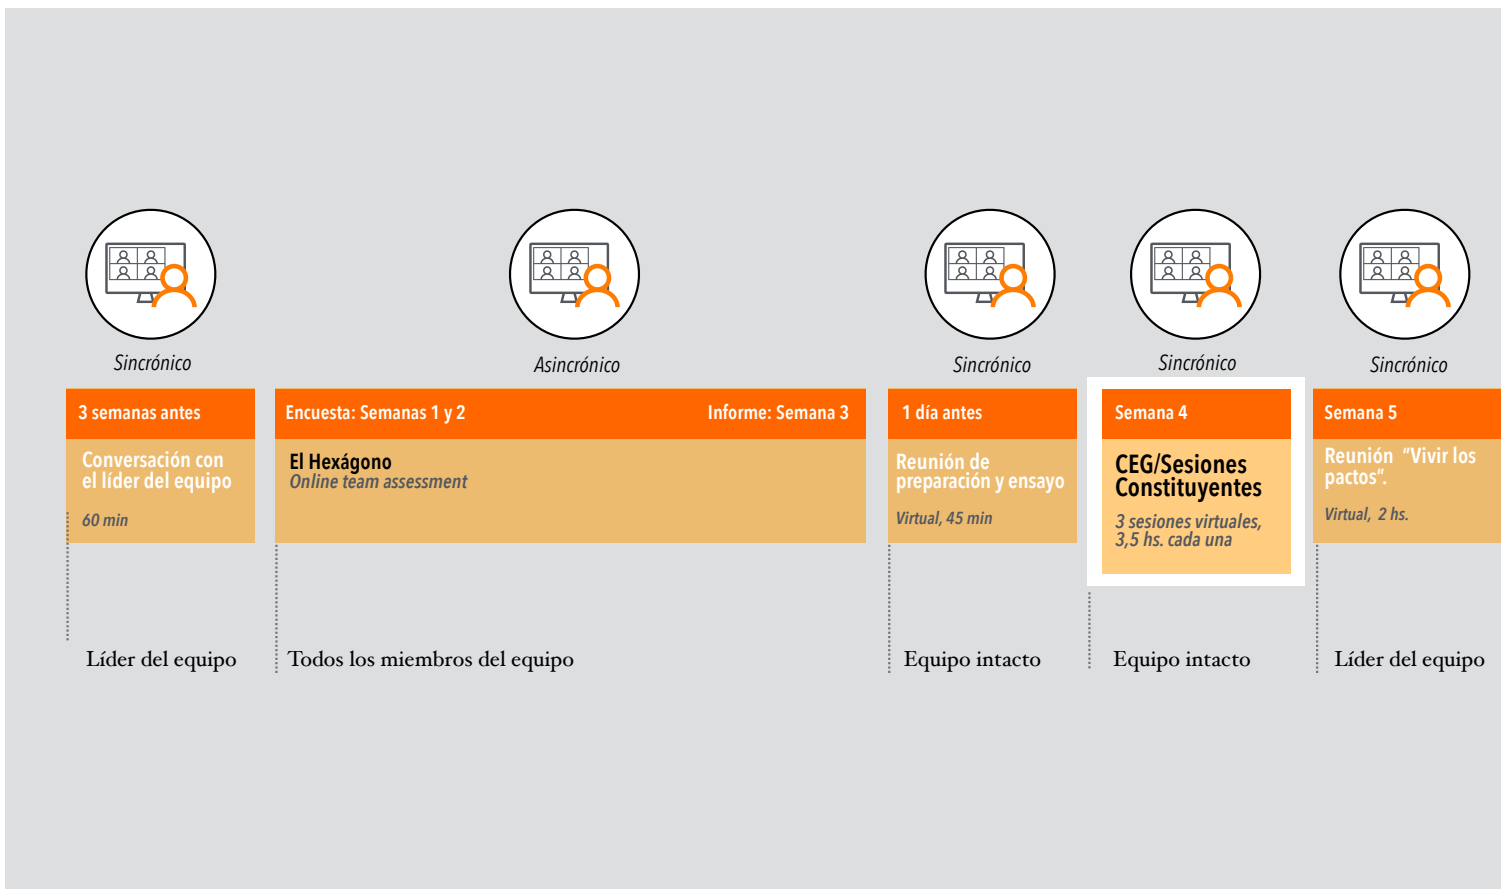 Sincrónico
Asincrónico
Sincrónico
Sincrónico
Sincrónico
3 semanas antes
Conversación con
el líder del equipo
60 min
Encuesta: Semanas 1 y 2
Informe: Semana 3
El Hexágono
Online team assessment
1 día antes
Reunión de
preparación y ensayo
Virtual, 45 min
Semana 4
CEG/Sesiones
Constituyentes
3 sesiones virtuales,
3,5 hs. cada una
Semana 5
Reunión "Vivir los
pactos".
Virtual, 2 hs.
Líder del equipo
Todos los miembros del equipo
Equipo intacto
Equipo intacto
Líder del equipo